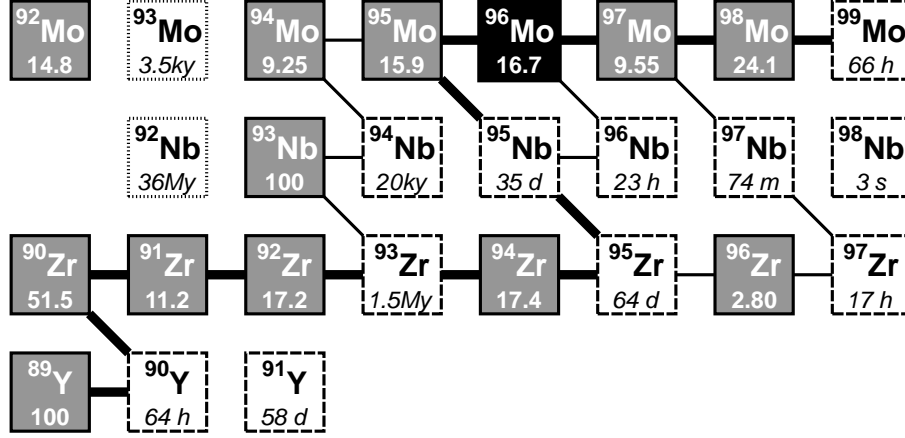 92Mo 93Mo 94Mo 95Mo 96Mo 97Mo 98Mo 99Mo
14.8 3.5ky 9.25 15.9 16.7 9.55 24.1 66 h
92Nb 93Nb 94Nb 95Nb 96Nb 97Nb 98Nb
36My 100 20ky 35 d 23 h 74 m 3 s
90Zr 91Zr 92Zr 93Zr 94Zr 95Zr 96Zr 97Zr
51.5 11.2 17.2 1.5My 17.4 64 d 2.80 17 h
89Y 90Y 91Y
100 64 h 58 d